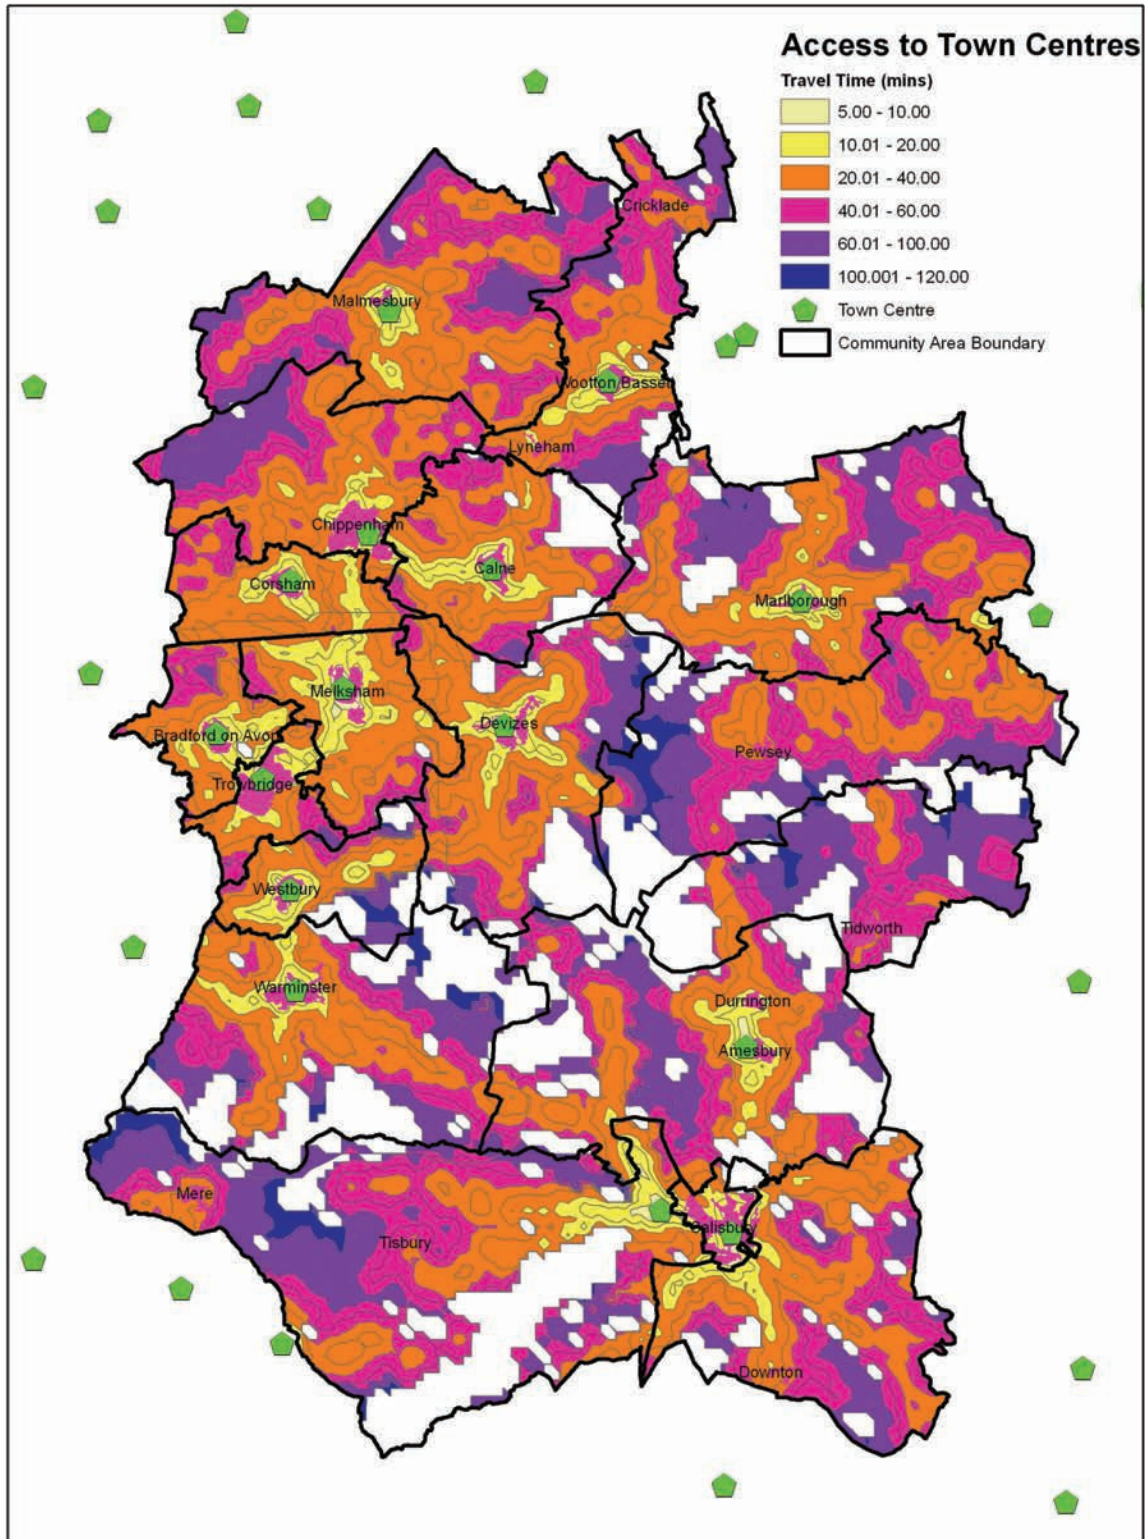 Access to Town Centres
Travel Time (mins)
5.00 - 10.00
10.01 - 20.00
20.01 - 40.00
40.01 - 60.00
60.01 - 100.00
100.001 - 120.00
Town Centre
Community Area Boundary
Cricklade
Malmesbury
Wootton Basset
Lyneham
Chippenham
Calne
Corsham
Marlborough
Melksham
Devizes
Bradford on Avon
Pewsey
Trowbridge
Westbury
Tidworth
Warminster
Durrington
Amesbury
Mere
Salisbury
Tisbury
Downton